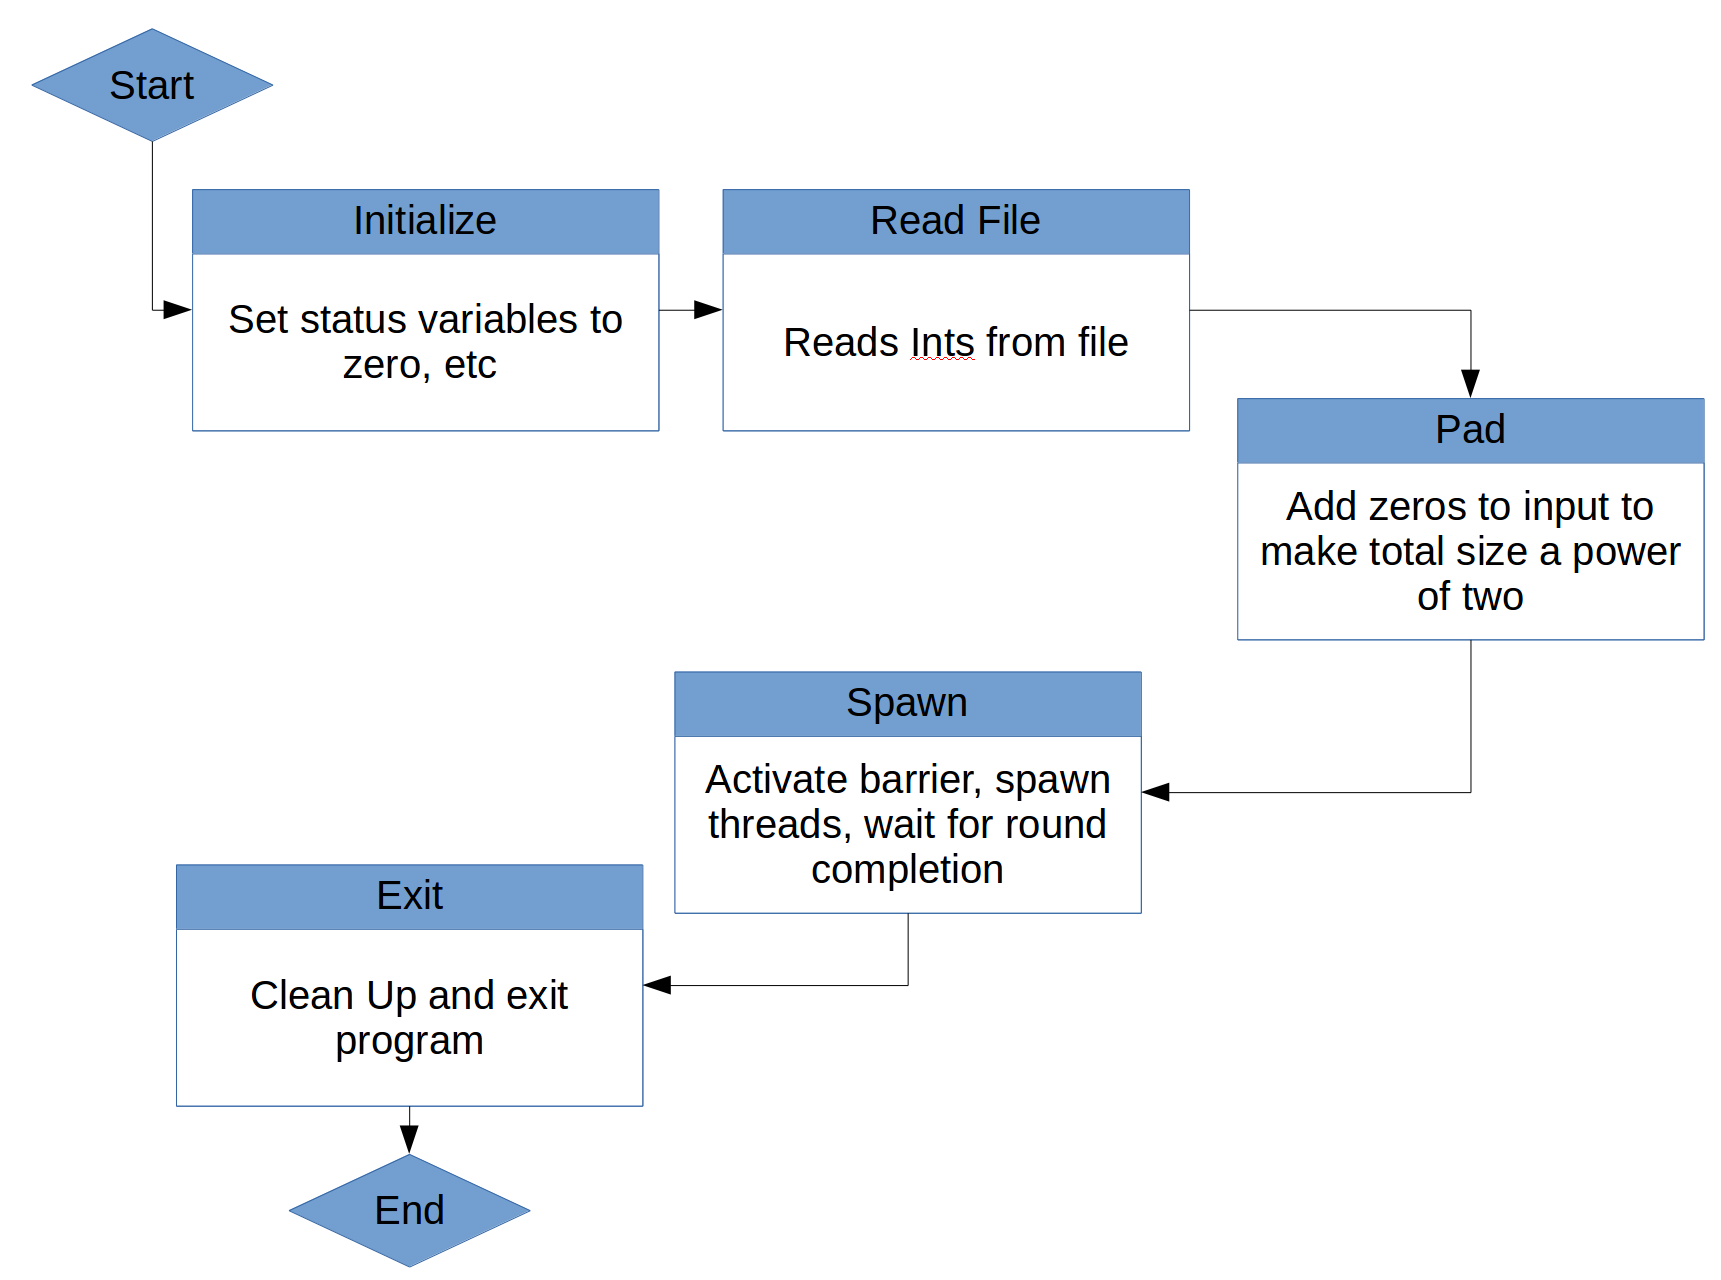 Start
Initialize
Set status variables to
zero, etc
Read File
Reads Ints from file
Pad
Add zeros to input to
make total size a power
of two
Spawn
Activate barrier, spawn
threads, wait for round
completion
Exit
Clean Up and exit
program
End